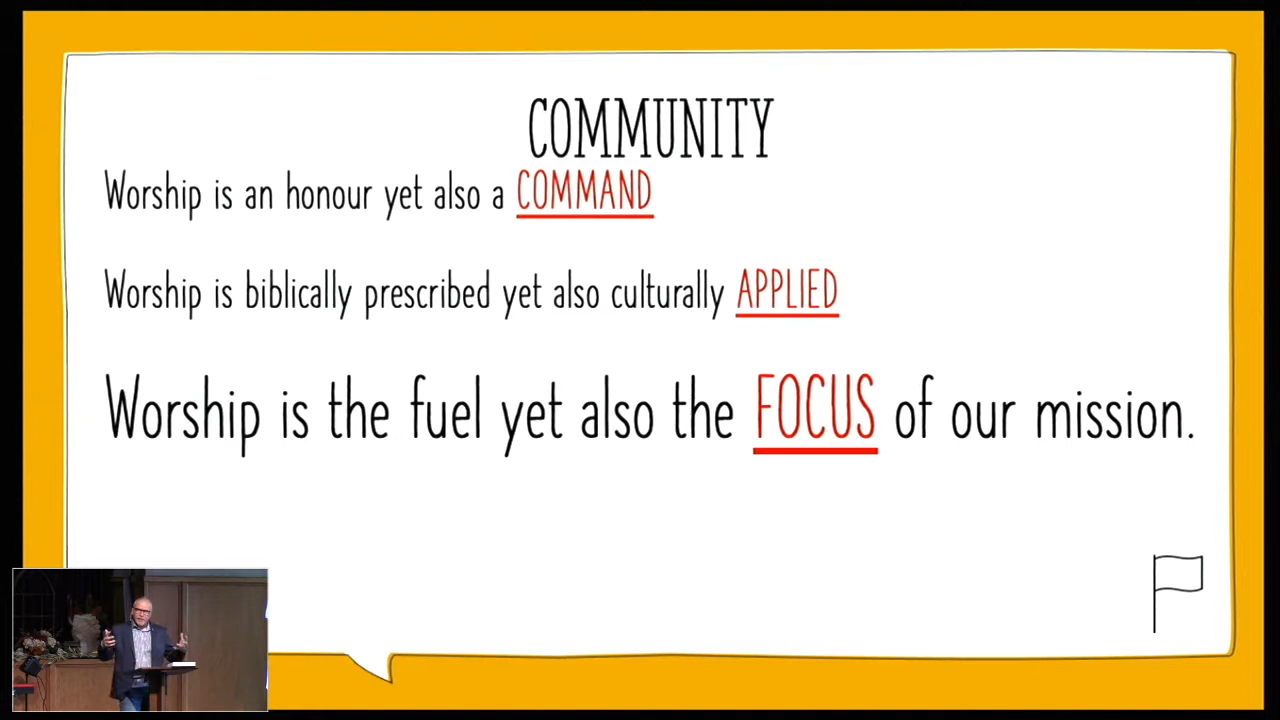 COMMUNITY
Worship is an honour yet also a COMMAND
Worship is biblically prescribed yet also culturally APPLIED
Worship is the fuel yet also the FOCUS of our mission.